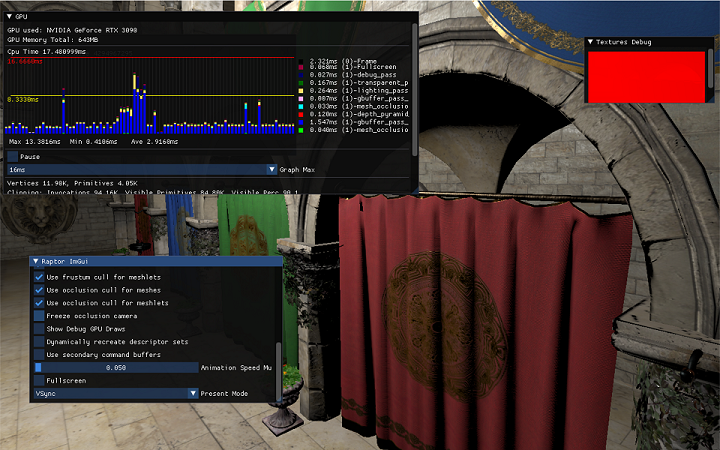 GPU
GPU used: NVIDIA GeForce RTX 3090
GPU Memory Total: 643MB
Cpu Time 17.480999ms
16.6666ms
8.3330ms
2.321ms (0)-Frame
0.068ms (1)-Fullscreen
0.027ms (1)-debug_pass
0.167ms (1)-transparent_p
0.264ms (1)-lighting_pass
0.007ms (1)-gbuffer_pass_
0.033ms (1)-mesh_occlusio
0.120ms (1)-depth_pyramid_
1.547ms (1)-gbuffer_pass_
0.040ms (1)-mesh_occlusio
Max 13.3816ms Min 0.4106ms Ave 2.9168ms
Pause
16ms Graph Max
Vertices 11.98K, Primitives 4.05K
Clipping: Invocations 94.16K, Visible Primitives 84.80K, Visible Perc 90.1
Textures Debug
Raptor ImGui
Use frustum cull for meshlets
Use occlusion cull for meshes
Use occlusion cull for meshlets
Freeze occlusion camera
Show Debug GPU Draws
Dynamically recreate descriptor sets
Use secondary command buffers
0.050 Animation Speed Mu
Fullscreen
VSync Present Mode